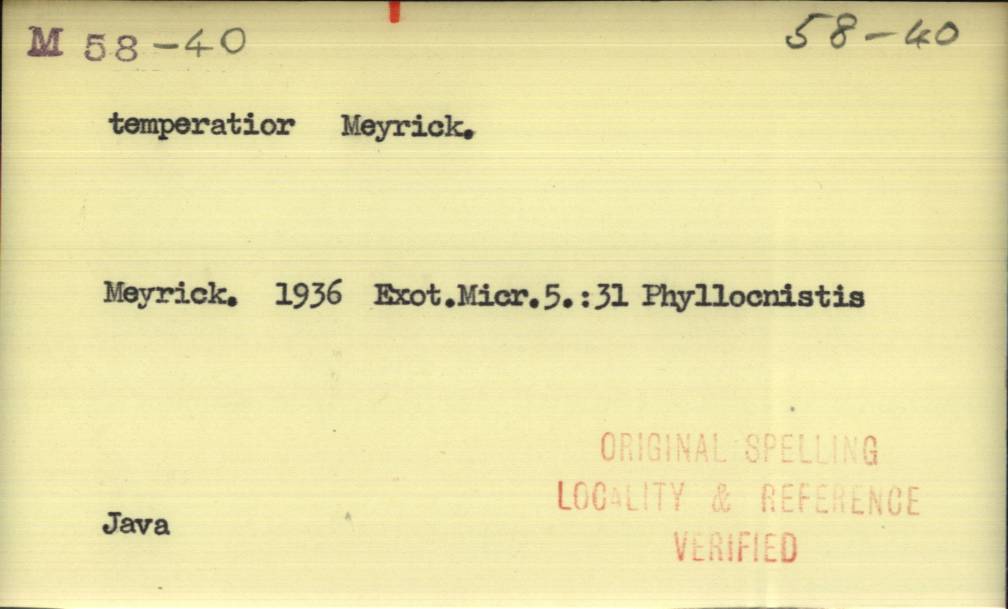 M 58-40
58-40
temperatior Meyrick.
Meyrick. 1936 Exot.Micr.5.:31 Phyllocnistis
Java
ORIGINAL SPELLING
LOCALITY & REFERENCE
VERIFIED